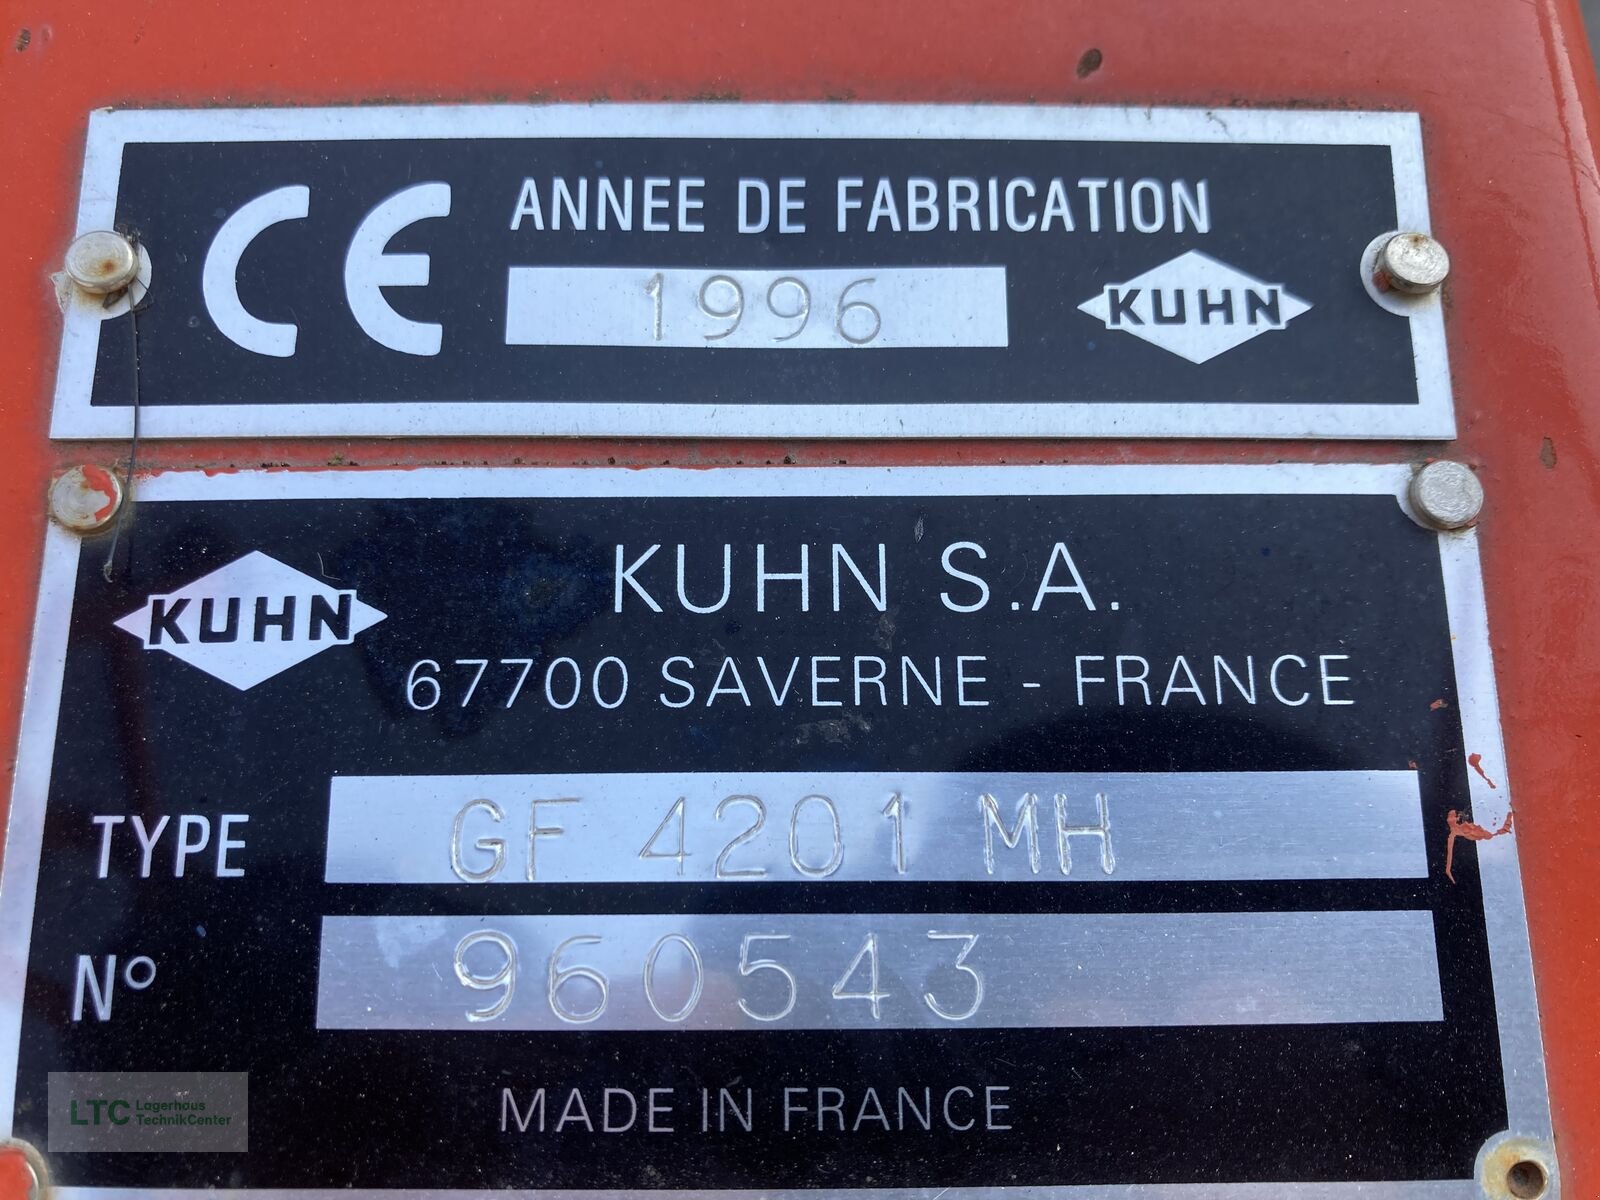 CE
ANNEE DE FABRICATION
1996
KUHN
KUHN
KUHN S.A.
67700 SAVERNE - FRANCE
TYPE GF 4201 MH
N° 960543
MADE IN FRANCE
LTC Lagerhaus
TechnikCenter